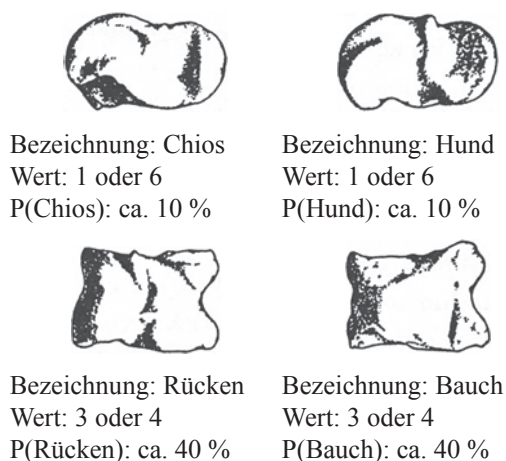 Bezeichnung: Chios
Wert: 1 oder 6
P(Chios): ca. 10 %
Bezeichnung: Hund
Wert: 1 oder 6
P(Hund): ca. 10 %
Bezeichnung: Rücken
Wert: 3 oder 4
P(Rücken): ca. 40 %
Bezeichnung: Bauch
Wert: 3 oder 4
P(Bauch): ca. 40 %